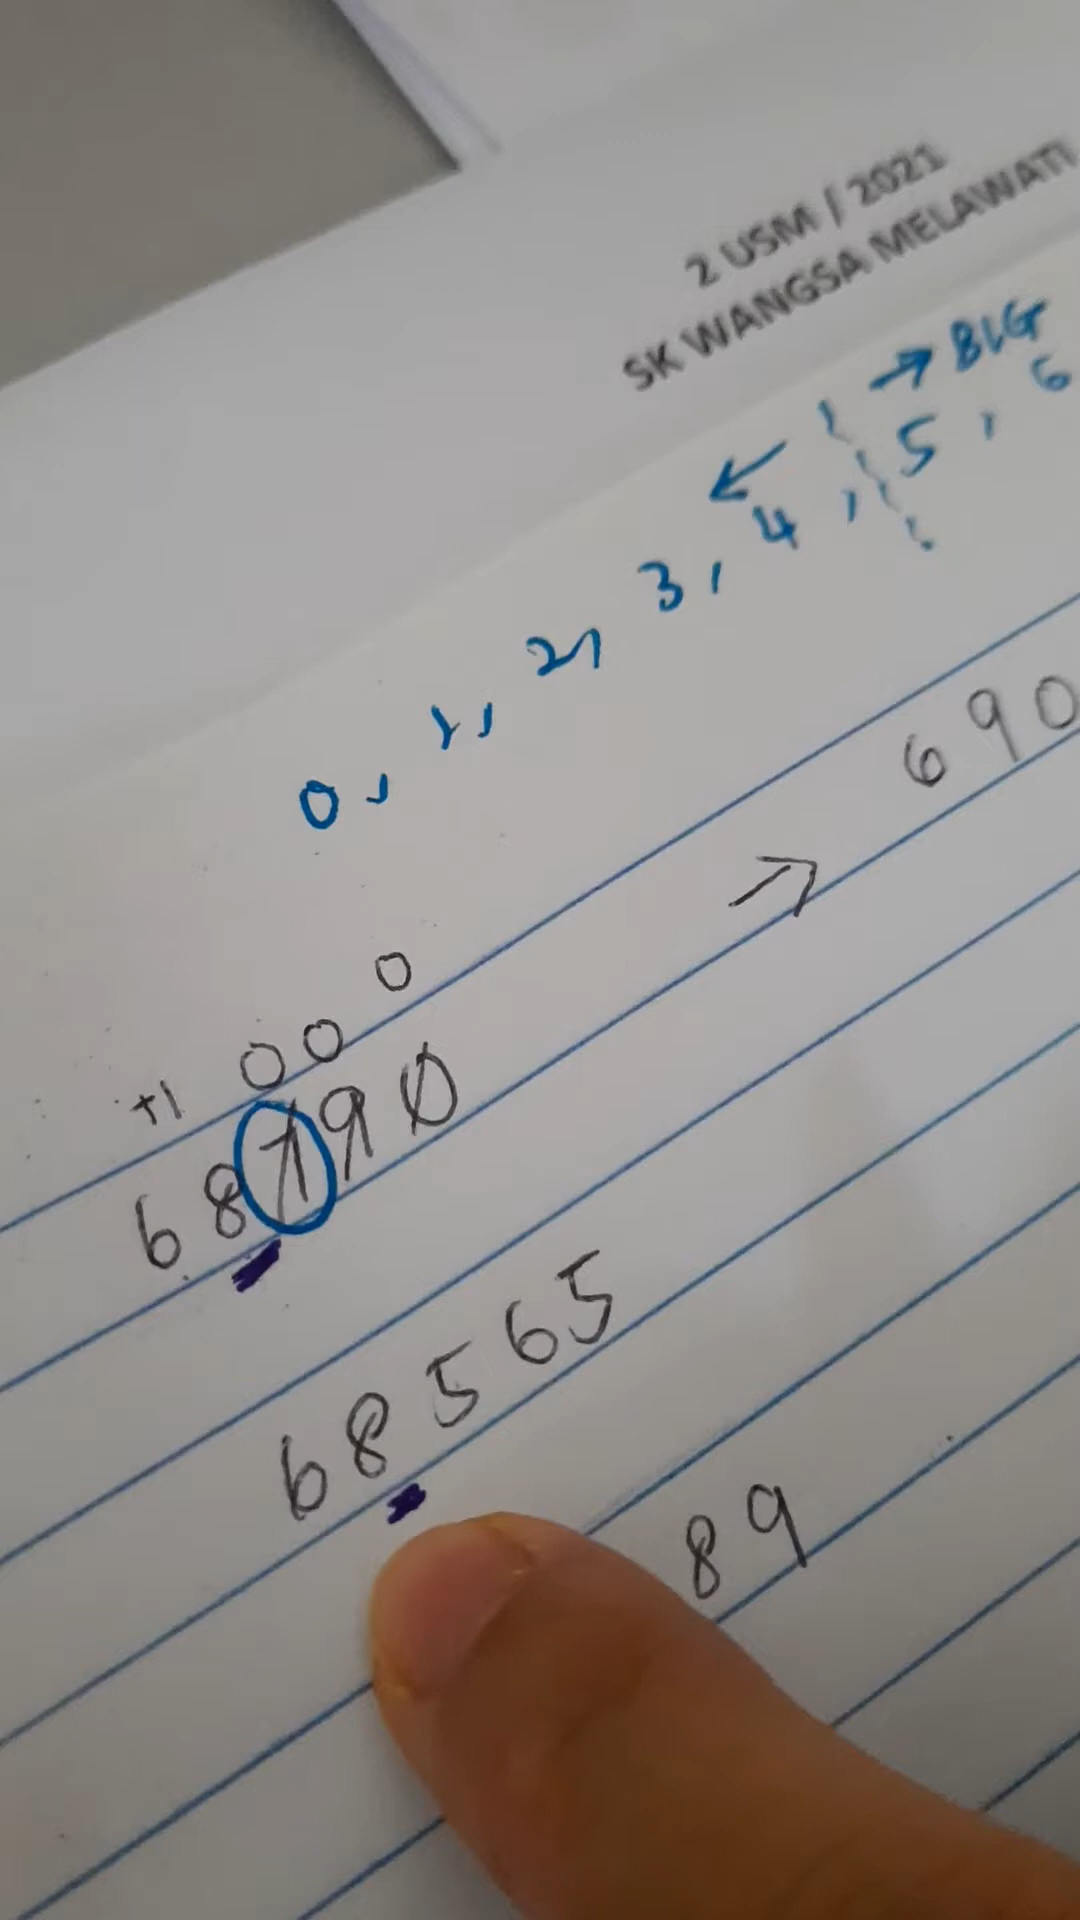 2 USM / 2021
SK WANGSA MELAWATI
→ BIG
←
0, 1, 2, 3, 4, 5, 6
+1 0 0 0
68790 → 690
68565
89